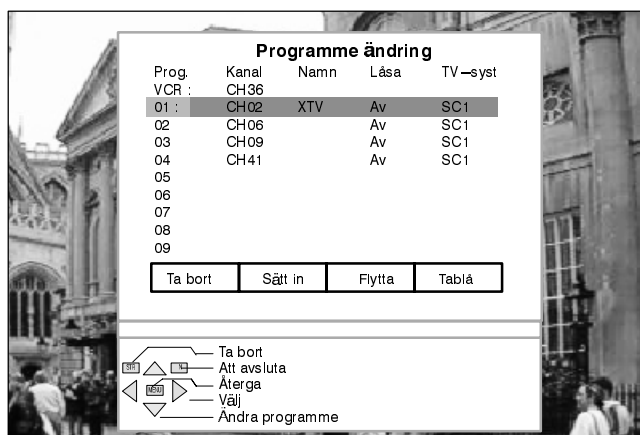 Programme ändring
Prog. Kanal Namn Låsa TV–syst
VCR : CH36
01 : CH02 XTV Av SC1
02 CH06 Av SC1
03 CH09 Av SC1
04 CH41 Av SC1
05
06
07
08
09
Ta bort Sätt in Flytta Tablå
Ta bort
STR N Att avsluta
Återga
MENU Välj
Ändra programme